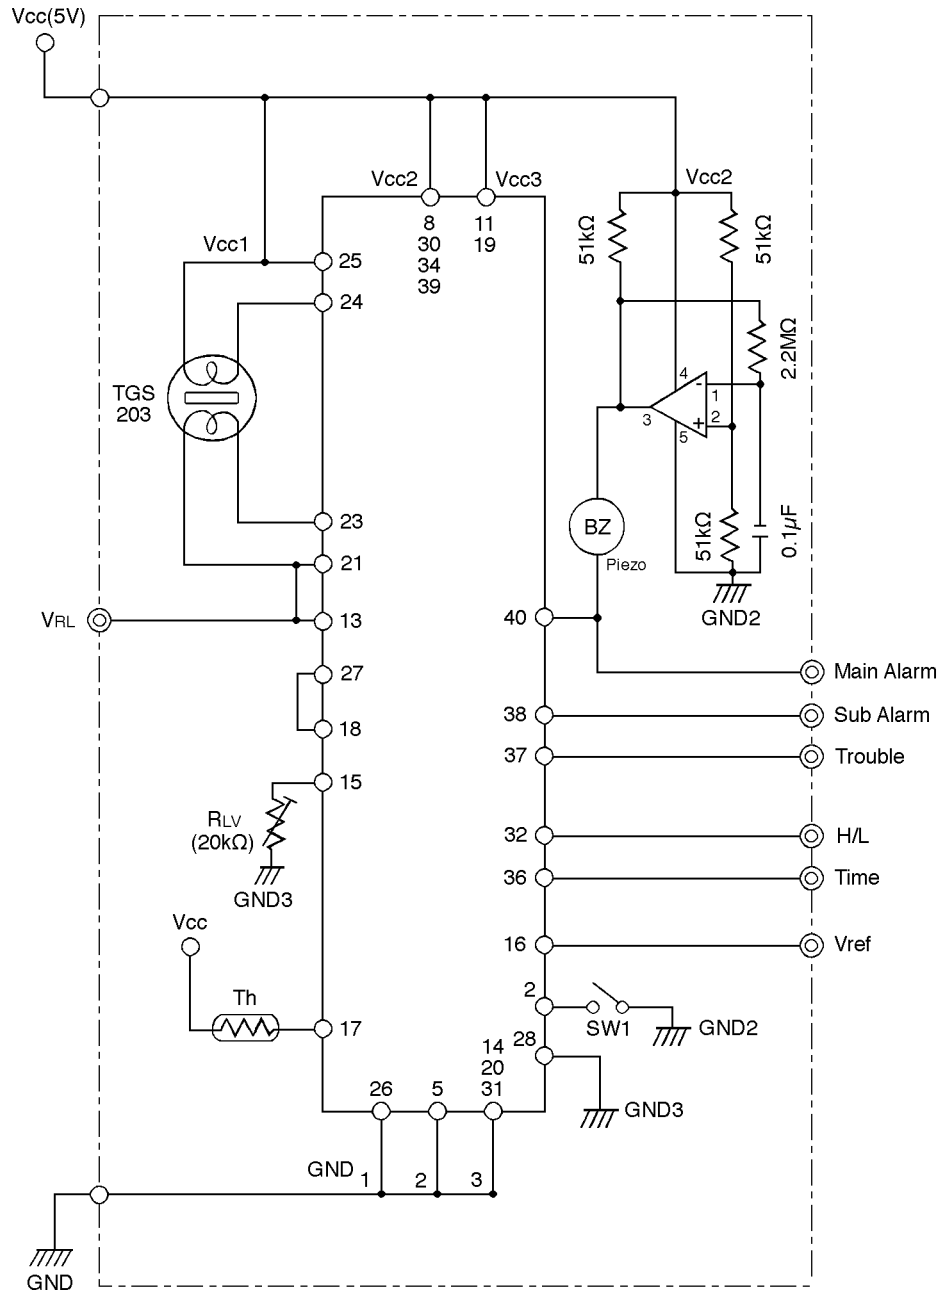 Vcc(5V)
Vcc2
Vcc3
Vcc2
8
30
34
39
11
19
51kΩ
51kΩ
Vcc1
25
24
2.2MΩ
TGS
203
4
-
1
3
2
+
5
23
BZ
51kΩ
0.1µF
21
Piezo
GND2
VRL
13
40
27
Main Alarm
18
38
Sub Alarm
37
Trouble
15
RLV
(20kΩ)
32
H/L
GND3
36
Time
Vcc
16
Vref
Th
2
17
SW1
GND2
14
20
31
28
26
5
GND3
GND
1
2
3
GND